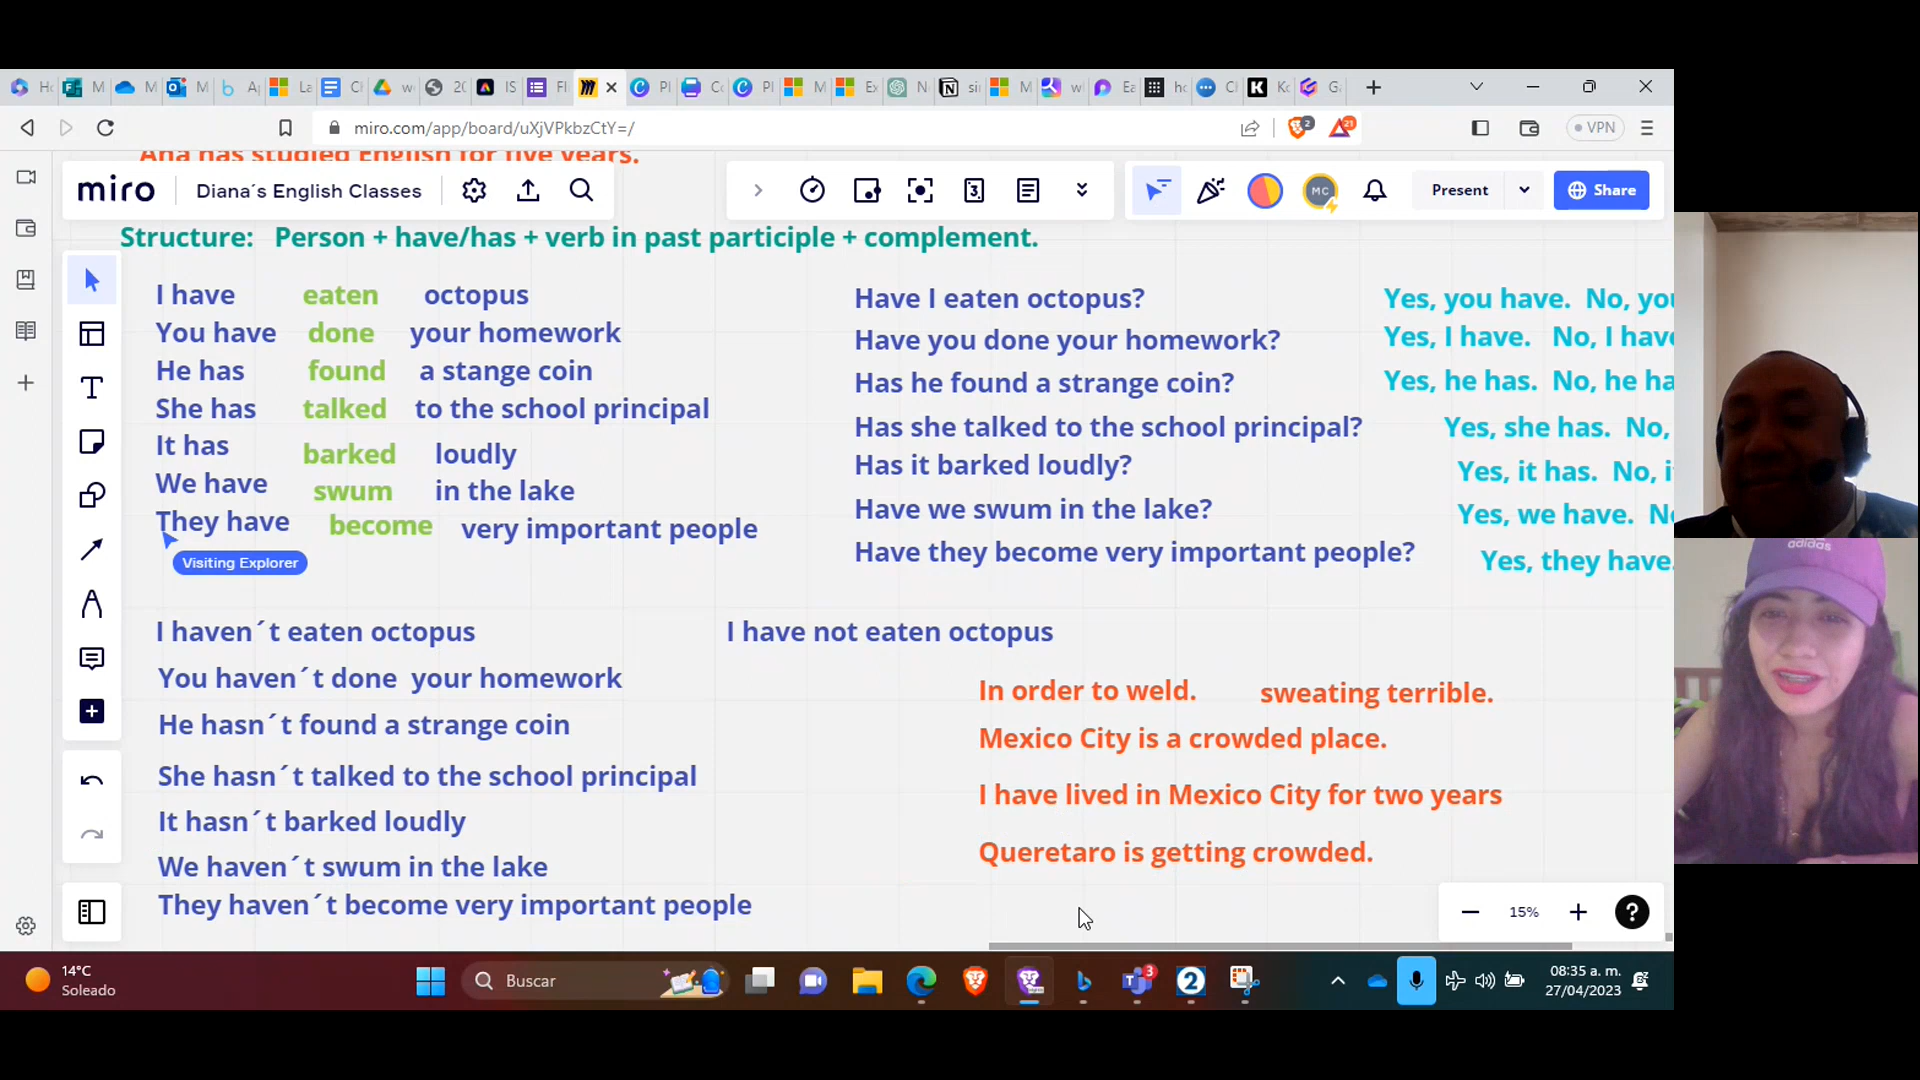 miro.com/app/board/uXjVPkbzCtY=/
VPN
Ana has studied English for five years.
miro
Diana´s English Classes
MC
Present
Share
Structure: Person + have/has + verb in past participle + complement.
I have eaten octopus
You have done your homework
He has found a stange coin
She has talked to the school principal
It has barked loudly
We have swum in the lake
They have become very important people
Visiting Explorer
Have I eaten octopus?
Have you done your homework?
Has he found a strange coin?
Has she talked to the school principal?
Has it barked loudly?
Have we swum in the lake?
Have they become very important people?
Yes, you have. No, you
Yes, I have. No, I have
Yes, he has. No, he ha
Yes, she has. No,
Yes, it has. No, i
Yes, we have. No
Yes, they have.
I haven´t eaten octopus
I have not eaten octopus
You haven´t done your homework
He hasn´t found a strange coin
She hasn´t talked to the school principal
It hasn´t barked loudly
We haven´t swum in the lake
They haven´t become very important people
In order to weld. sweating terrible.
Mexico City is a crowded place.
I have lived in Mexico City for two years
Queretaro is getting crowded.
15%
adidas
14°C
Soleado
Buscar
3
2
08:35 a. m.
27/04/2023